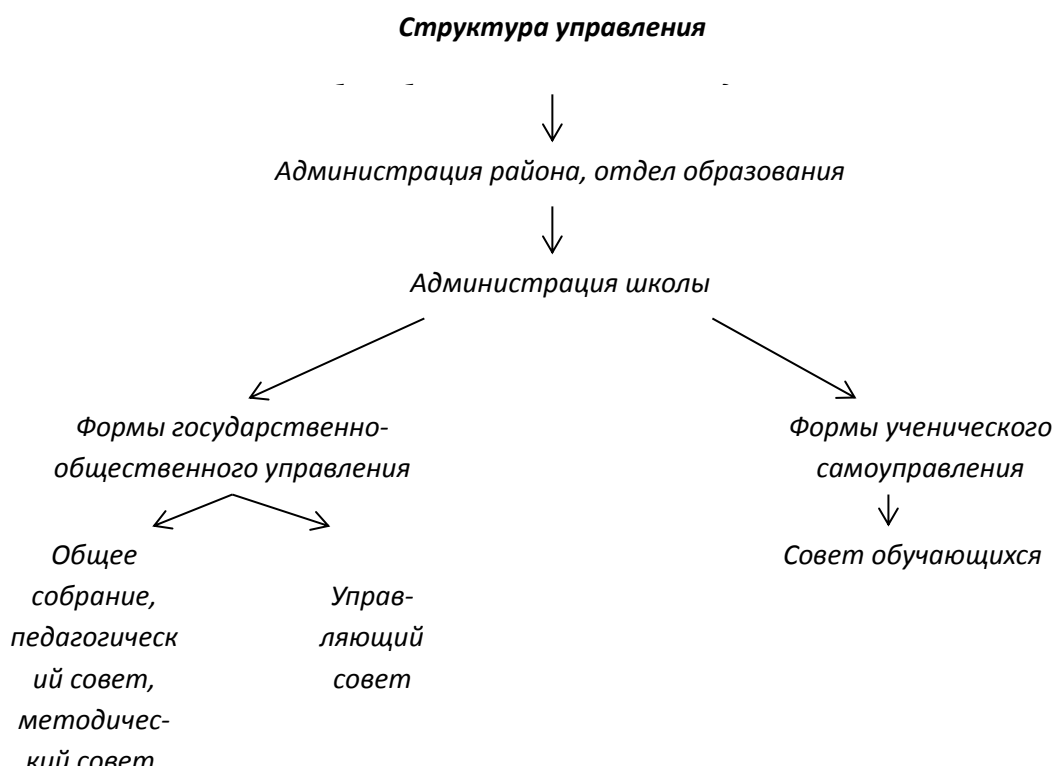 Структура управления
Администрация района, отдел образования
Администрация школы
Формы государственно-
общественного управления
Формы ученического
самоуправления
Общее
собрание,
педагогическ
ий совет,
методичес-
кий совет
Управ-
ляющий
совет
Совет обучающихся